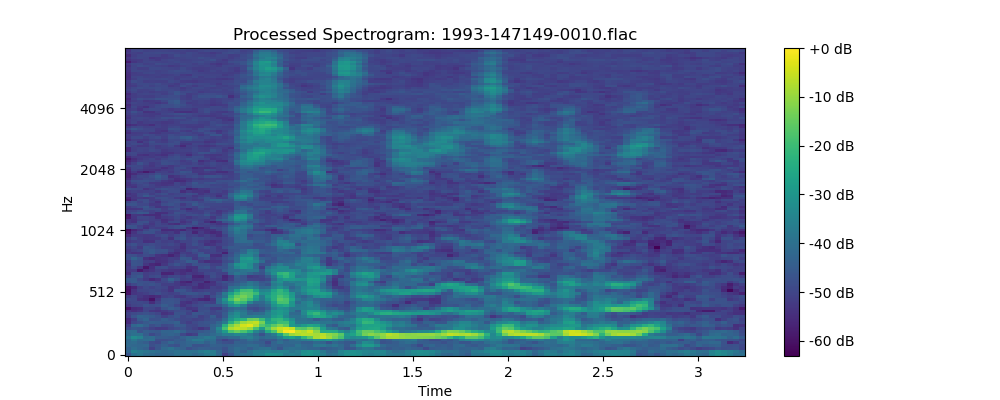 Processed Spectrogram: 1993-147149-0010.flac
Hz
4096
2048
1024
512
0
0
0.5
1
1.5
2
2.5
3
Time
+0 dB
-10 dB
-20 dB
-30 dB
-40 dB
-50 dB
-60 dB